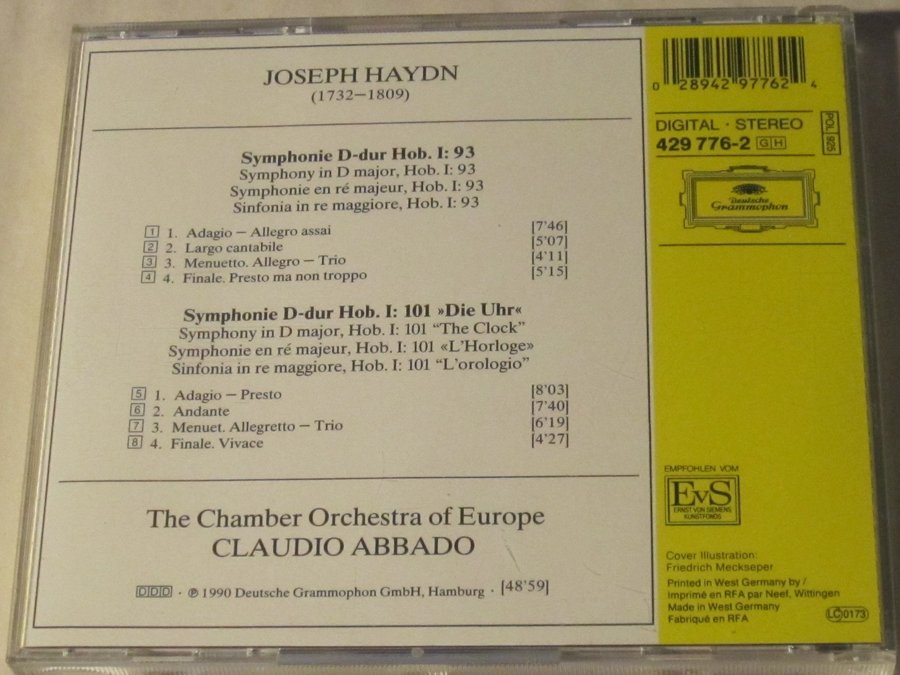 JOSEPH HAYDN
(1732–1809)
Symphonie D-dur Hob. I: 93
Symphony in D major, Hob. I: 93
Symphonie en ré majeur, Hob. I: 93
Sinfonia in re maggiore, Hob. I: 93
1 1. Adagio – Allegro assai [7'46]
2 2. Largo cantabile [5'07]
3 3. Menuetto. Allegro – Trio [4'11]
4 4. Finale. Presto ma non troppo [5'15]
Symphonie D-dur Hob. I: 101 »Die Uhr«
Symphony in D major, Hob. I: 101 “The Clock”
Symphonie en ré majeur, Hob. I: 101 «L'Horloge»
Sinfonia in re maggiore, Hob. I: 101 “L'orologio”
5 1. Adagio – Presto [8'03]
6 2. Andante [7'40]
7 3. Menuet. Allegretto – Trio [6'19]
8 4. Finale. Vivace [4'27]
The Chamber Orchestra of Europe
CLAUDIO ABBADO
DDD · ℗ 1990 Deutsche Grammophon GmbH, Hamburg · [48'59]
0 28942 97762 4
DIGITAL · STEREO
429 776-2 GH
POL 925
Deutsche
Grammophon
EMPFOHLEN VOM
EvS
ERNST VON SIEMENS
KUNSTFONDS
Cover Illustration:
Friedrich Meckseper
Printed in West Germany by /
Imprimé en RFA par Neef, Wittingen
Made in West Germany
Fabriqué en RFA
LC 0173